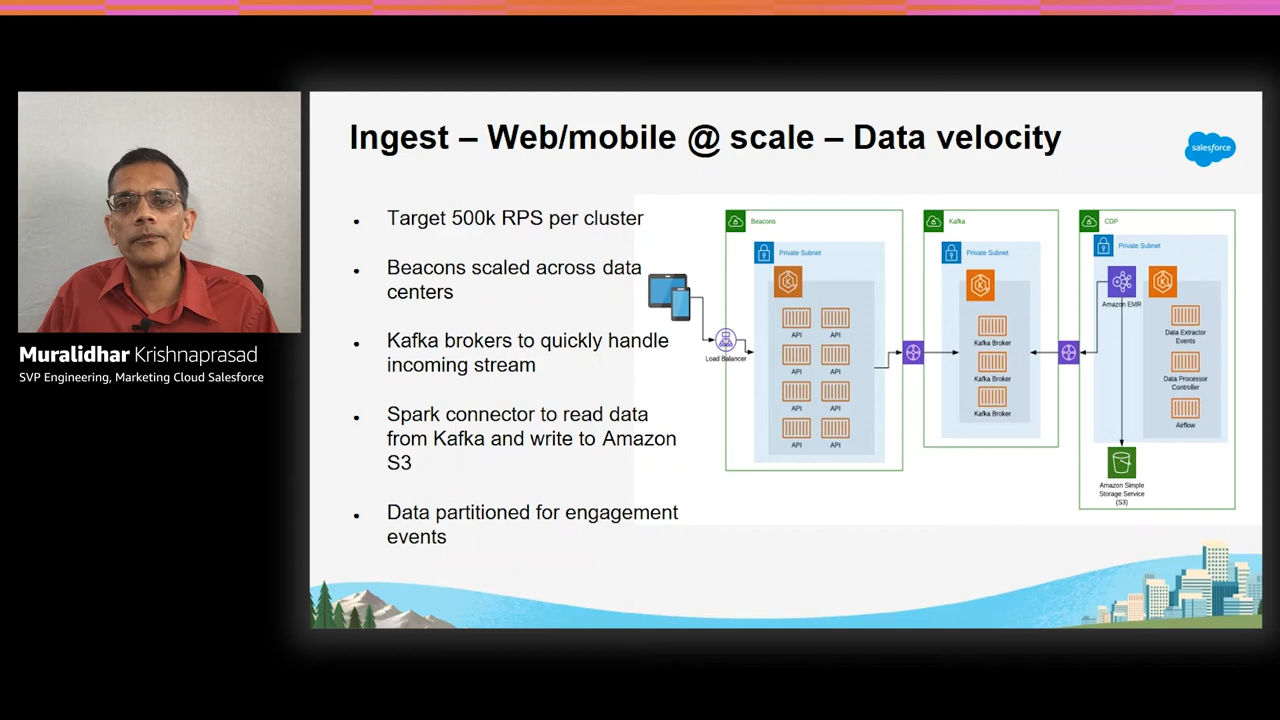 Ingest – Web/mobile @ scale – Data velocity
salesforce
Muralidhar Krishnaprasad
SVP Engineering, Marketing Cloud Salesforce
• Target 500k RPS per cluster
• Beacons scaled across data
centers
• Kafka brokers to quickly handle
incoming stream
• Spark connector to read data
from Kafka and write to Amazon
S3
• Data partitioned for engagement
events
Load Balancer
Beacons
Private Subnet
API API
API API
API API
API API
Kafka
Private Subnet
Kafka Broker
Kafka Broker
Kafka Broker
CDP
Private Subnet
Amazon EMR
Data Extractor
Events
Data Processor
Controller
Airflow
Amazon Simple
Storage Service
(S3)